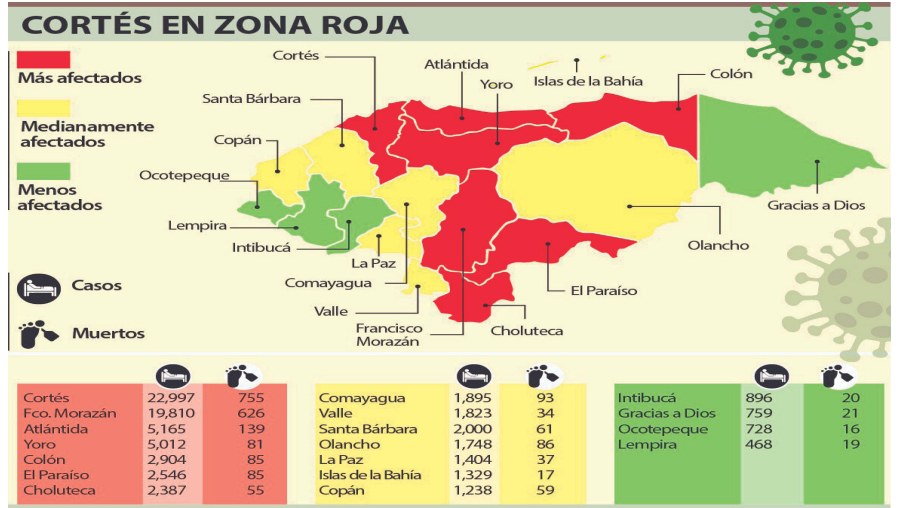 CORTÉS EN ZONA ROJA
Más afectados
Medianamente
afectados
Menos
afectados
Cortés
Atlántida
Yoro
Islas de la Bahía
Colón
Santa Bárbara
Copán
Ocotepeque
Lempira
Intibucá
La Paz
Comayagua
Valle
Francisco
Morazán
Choluteca
El Paraíso
Olancho
Gracias a Dios
Casos
Muertos
Cortés 22,997 755
Fco. Morazán 19,810 626
Atlántida 5,165 139
Yoro 5,012 81
Colón 2,904 85
El Paraíso 2,546 85
Choluteca 2,387 55
Comayagua 1,895 93
Valle 1,823 34
Santa Bárbara 2,000 61
Olancho 1,748 86
La Paz 1,404 37
Islas de la Bahía 1,329 17
Copán 1,238 59
Intibucá 896 20
Gracias a Dios 759 21
Ocotepeque 728 16
Lempira 468 19